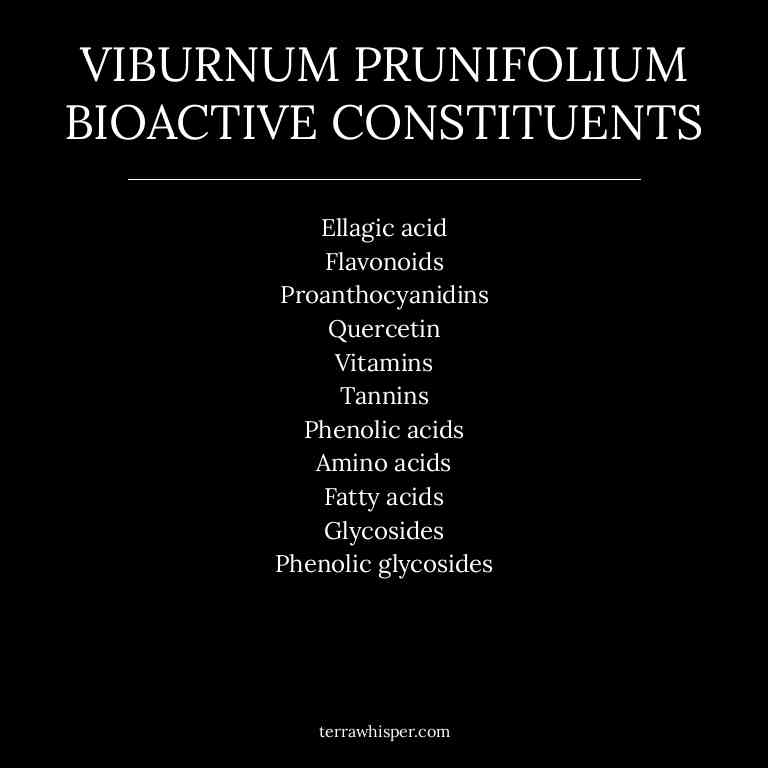 VIBURNUM PRUNIFOLIUM
BIOACTIVE CONSTITUENTS
Ellagic acid
Flavonoids
Proanthocyanidins
Quercetin
Vitamins
Tannins
Phenolic acids
Amino acids
Fatty acids
Glycosides
Phenolic glycosides
terrawhisper.com